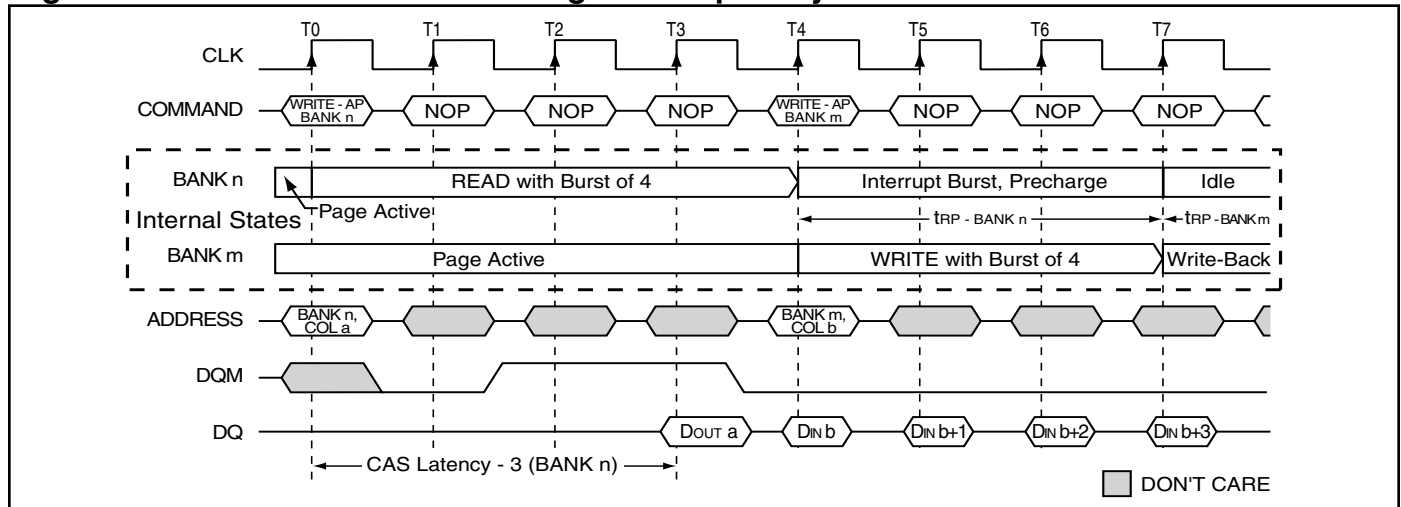 T0 T1 T2 T3 T4 T5 T6 T7
CLK
COMMAND WRITE - AP BANK n NOP NOP NOP WRITE - AP BANK m NOP NOP NOP
BANK n READ with Burst of 4 Interrupt Burst, Precharge Idle
Internal States Page Active tRP - BANK n tRP - BANK m
BANK m Page Active WRITE with Burst of 4 Write-Back
ADDRESS BANK n, COL a BANK m, COL b
DQM
DQ DOUT a DIN b DIN b+1 DIN b+2 DIN b+3
CAS Latency - 3 (BANK n)
DON'T CARE